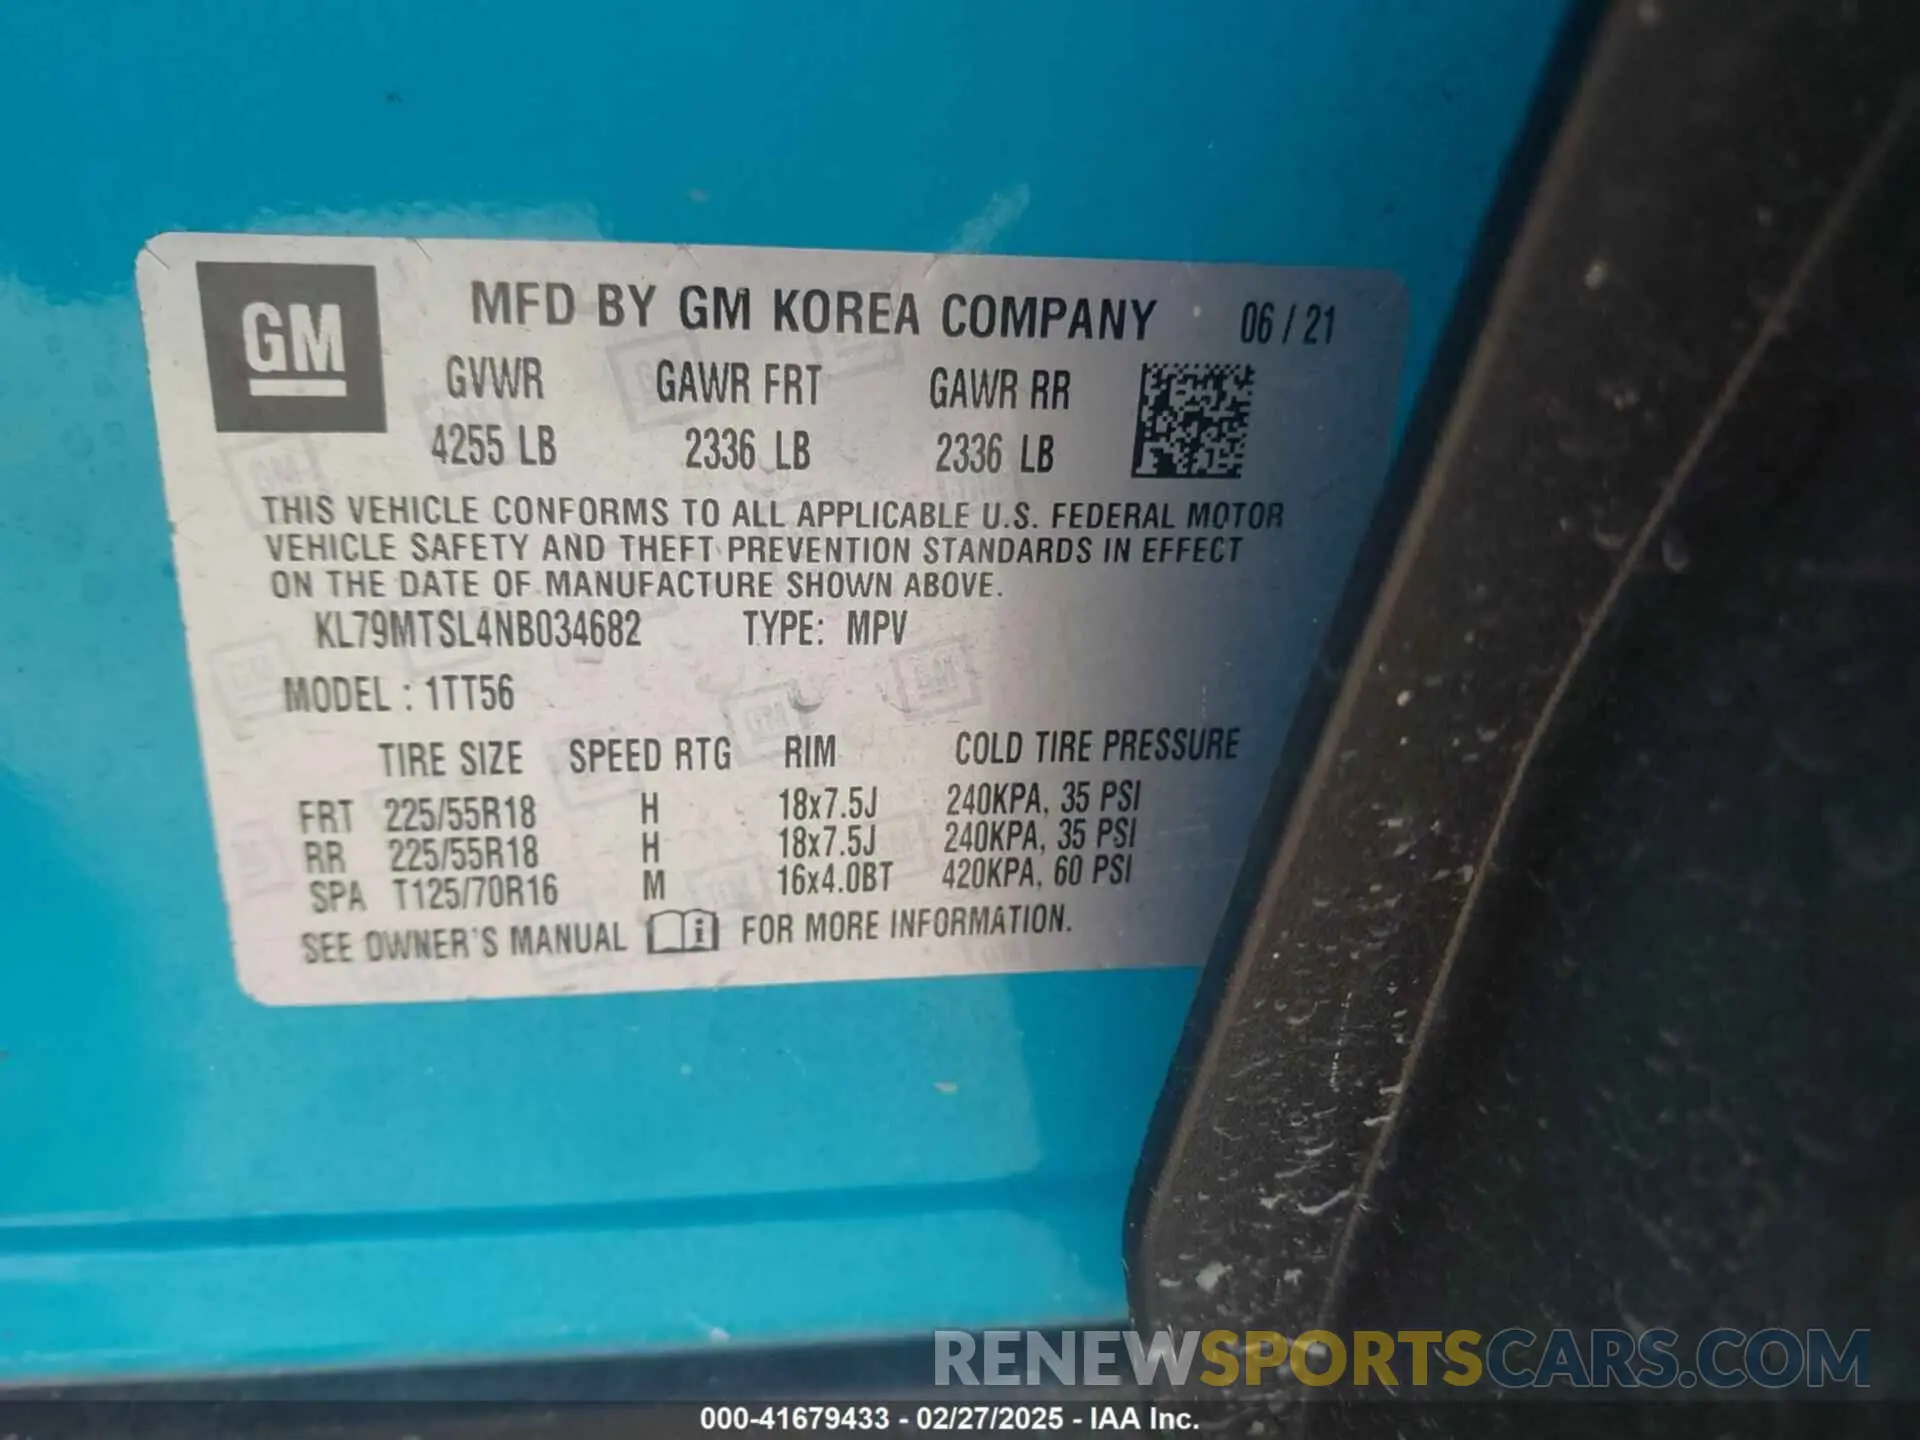 GM
MFD BY GM KOREA COMPANY 06 / 21
GVWR GAWR FRT GAWR RR
4255 LB 2336 LB 2336 LB
THIS VEHICLE CONFORMS TO ALL APPLICABLE U.S. FEDERAL MOTOR
VEHICLE SAFETY AND THEFT PREVENTION STANDARDS IN EFFECT
ON THE DATE OF MANUFACTURE SHOWN ABOVE.
KL79MTSL4NB034682 TYPE: MPV
MODEL : 1TT56
TIRE SIZE SPEED RTG RIM COLD TIRE PRESSURE
FRT 225/55R18 H 18x7.5J 240KPA, 35 PSI
RR 225/55R18 H 18x7.5J 240KPA, 35 PSI
SPA T125/70R16 M 16x4.0BT 420KPA, 60 PSI
SEE OWNER'S MANUAL i FOR MORE INFORMATION.
RENEWSPORTSCARS.COM
000-41679433 - 02/27/2025 - IAA Inc.